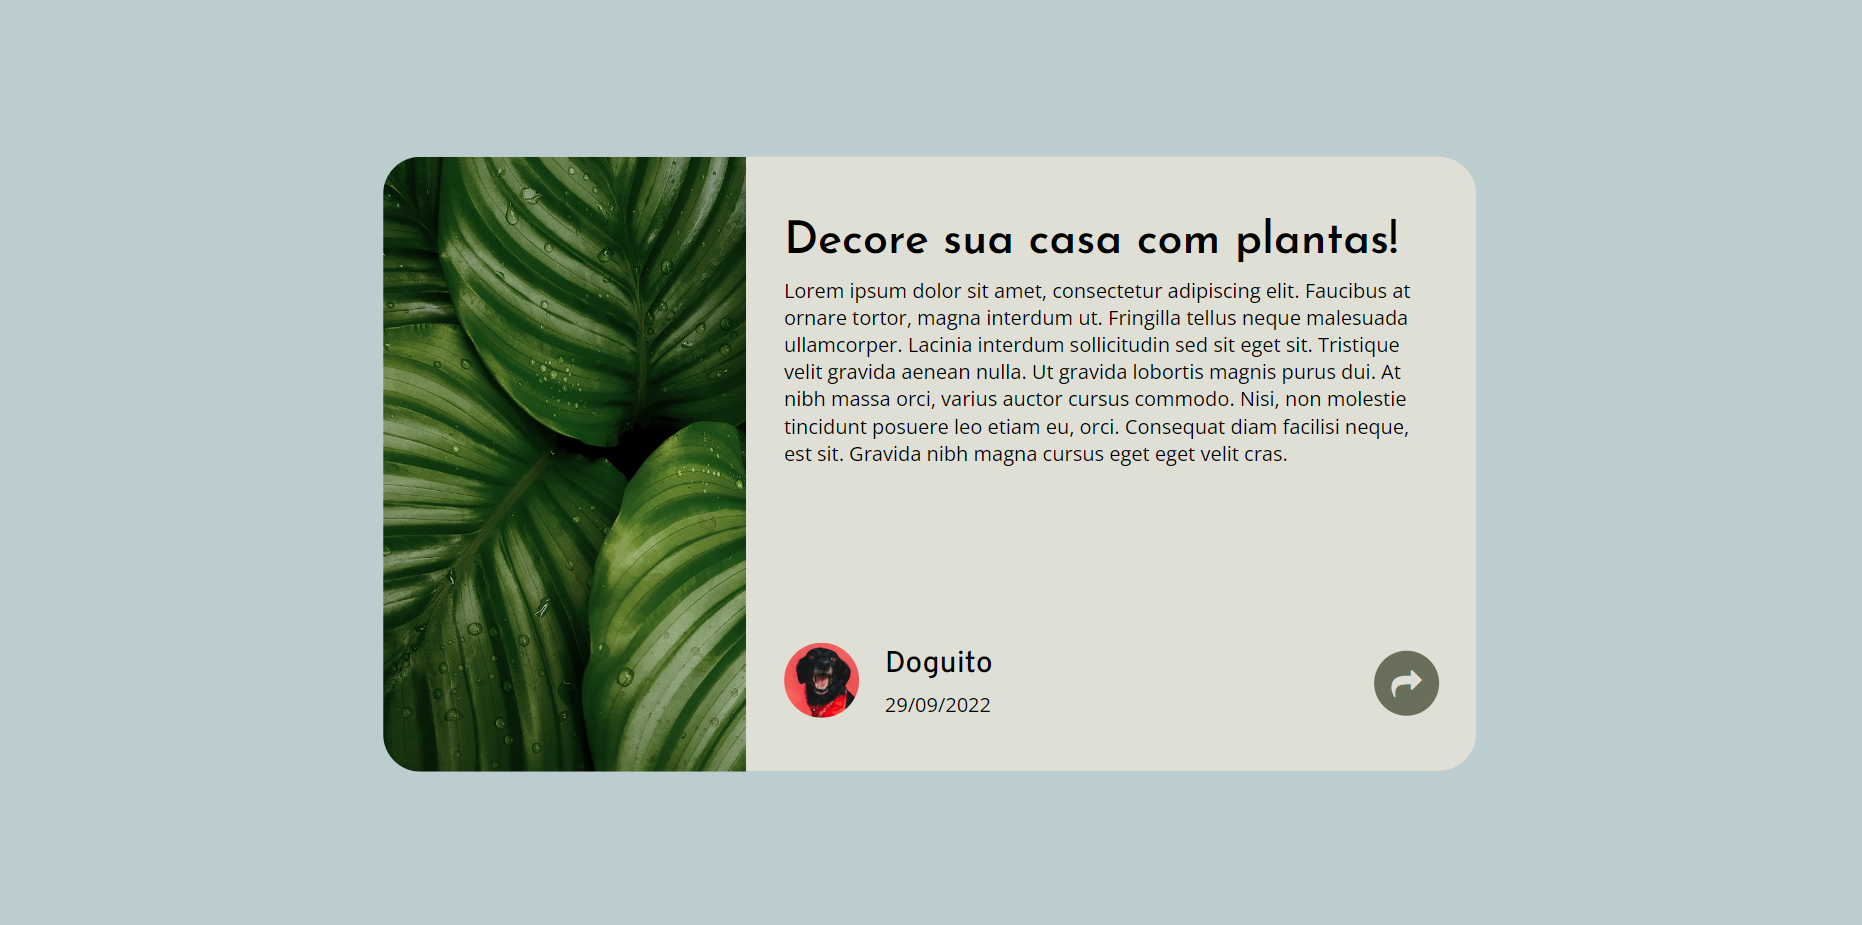 Decore sua casa com plantas!
Lorem ipsum dolor sit amet, consectetur adipiscing elit. Faucibus at
ornare tortor, magna interdum ut. Fringilla tellus neque malesuada
ullamcorper. Lacinia interdum sollicitudin sed sit eget sit. Tristique
velit gravida aenean nulla. Ut gravida lobortis magnis purus dui. At
nibh massa orci, varius auctor cursus commodo. Nisi, non molestie
tincidunt posuere leo etiam eu, orci. Consequat diam facilisi neque,
est sit. Gravida nibh magna cursus eget eget velit cras.
Doguito
29/09/2022